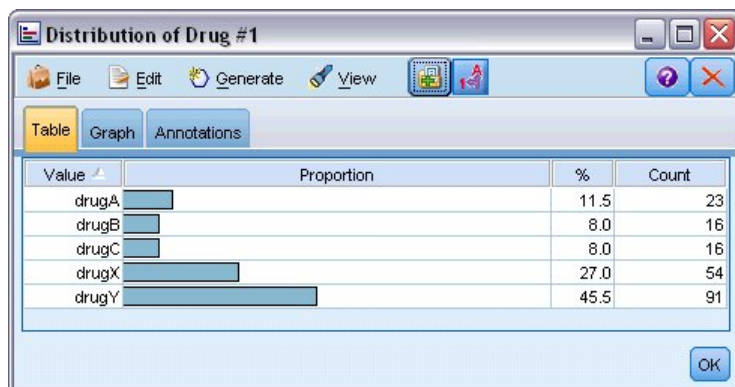 Distribution of Drug #1
File Edit Generate View
Table Graph Annotations
Value Proportion % Count
drugA 11.5 23
drugB 8.0 16
drugC 8.0 16
drugX 27.0 54
drugY 45.5 91
OK